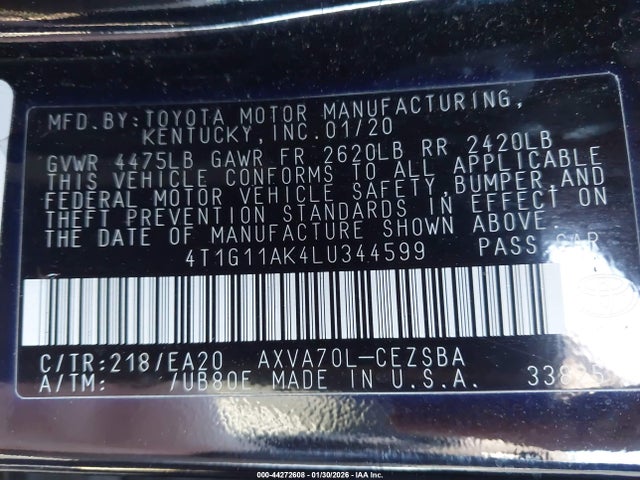 MFD.BY:TOYOTA MOTOR MANUFACTURING,
KENTUCKY,INC.01/20
GVWR 4475LB GAWR FR 2620LB RR 2420LB
THIS VEHICLE CONFORMS TO ALL APPLICABLE
FEDERAL MOTOR VEHICLE SAFETY,BUMPER,AND
THEFT PREVENTION STANDARDS IN EFFECT ON
THE DATE OF MANUFACTURE SHOWN ABOVE.
4T1G11AK4LU344599 PASS CAR
C/TR:218/EA20 AXVA70L-CEZSBA
A/TM: /UB80E MADE IN U.S.A.
000-44272608 - 01/30/2026 - IAA Inc.